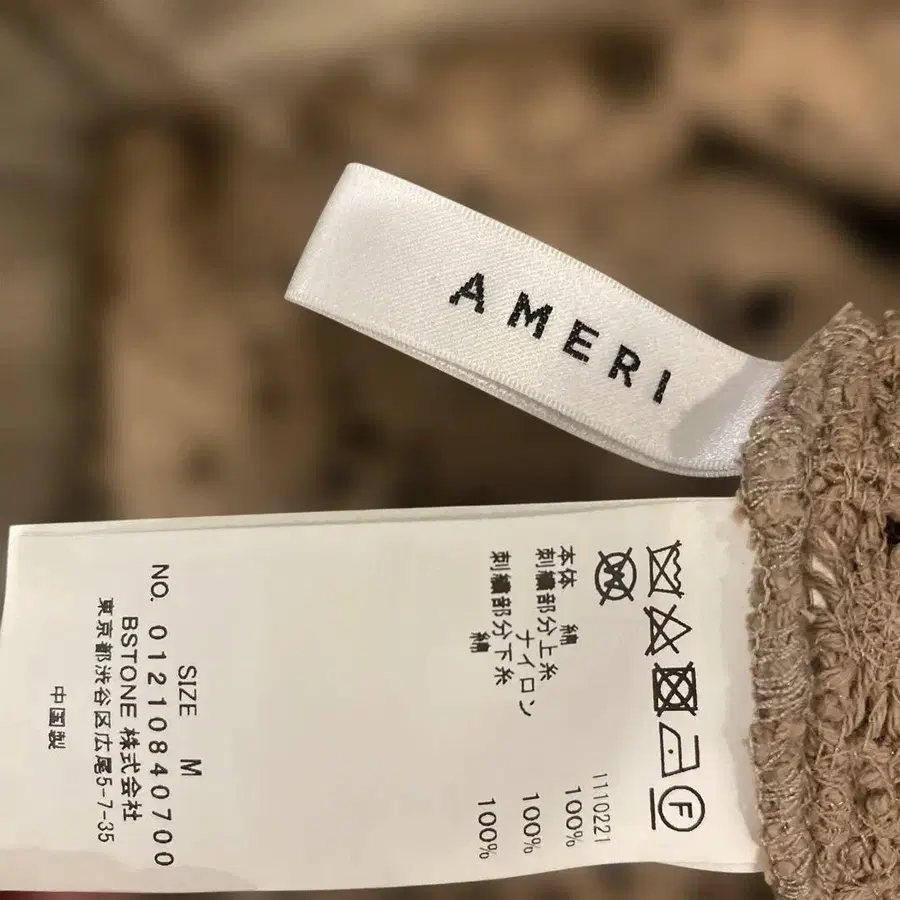 AMERI
1110221
本体
綿 100%
刺繍部分上糸
ナイロン 100%
刺繍部分下糸
綿 100%
SIZE M
NO. 01210840700
BSTONE 株式会社
東京都渋谷区広尾5-7-35
中国製
W
F